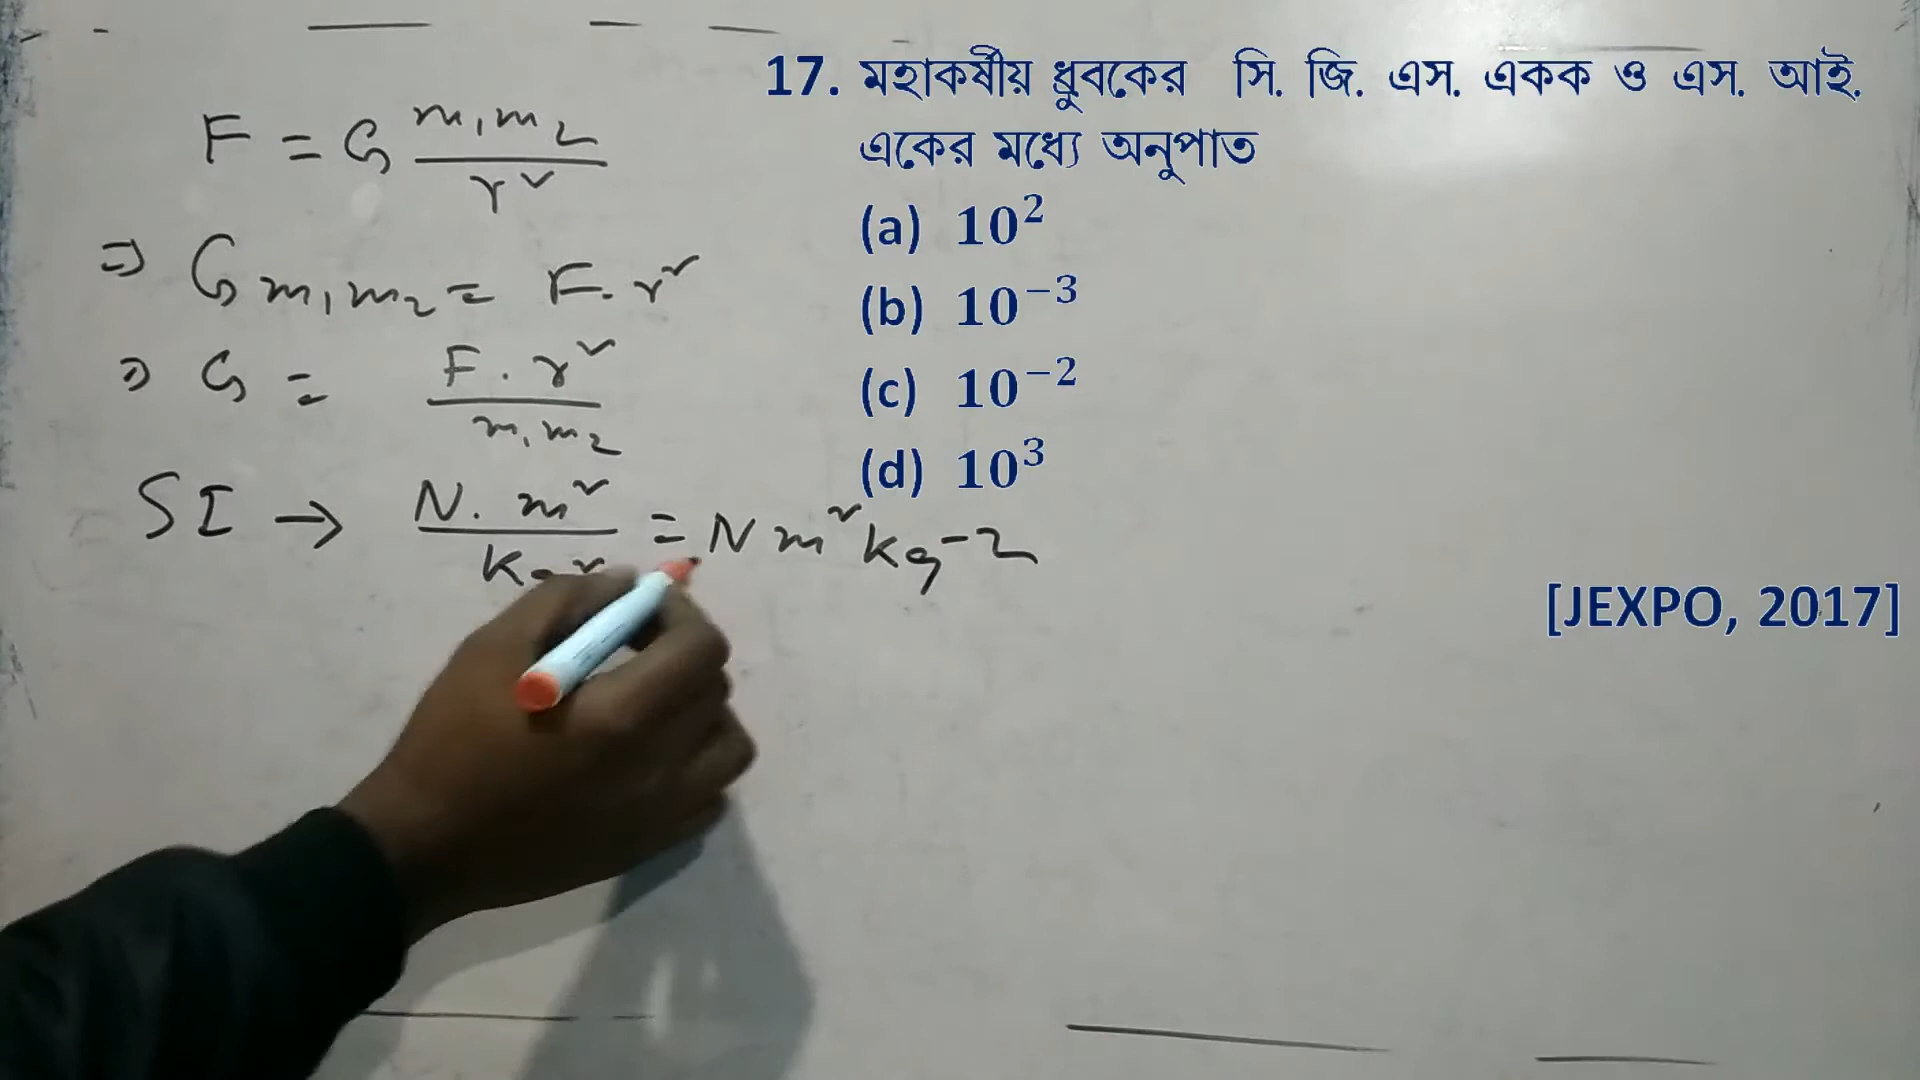 F = G m₁m₂ / r²
⇒ G m₁m₂ = F. r²
⇒ G = F . r² / m₁m₂
SI → N. m² / kg² = N m² kg⁻²
17. মহাকর্ষীয় ধ্রুবকের সি. জি. এস. একক ও এস. আই.
একের মধ্যে অনুপাত
(a) 10²
(b) 10⁻³
(c) 10⁻²
(d) 10³
[JEXPO, 2017]